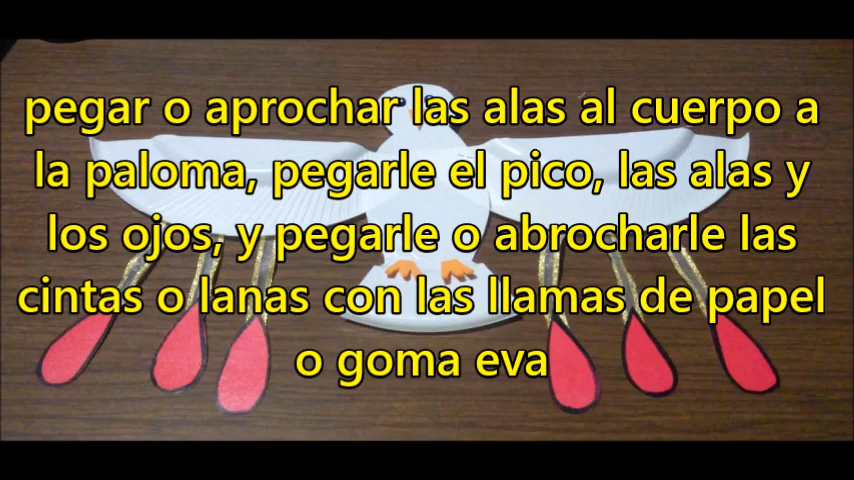 pegar o aprochar las alas al cuerpo a
la paloma, pegarle el pico, las alas y
los ojos, y pegarle o abrocharle las
cintas o lanas con las llamas de papel
o goma eva